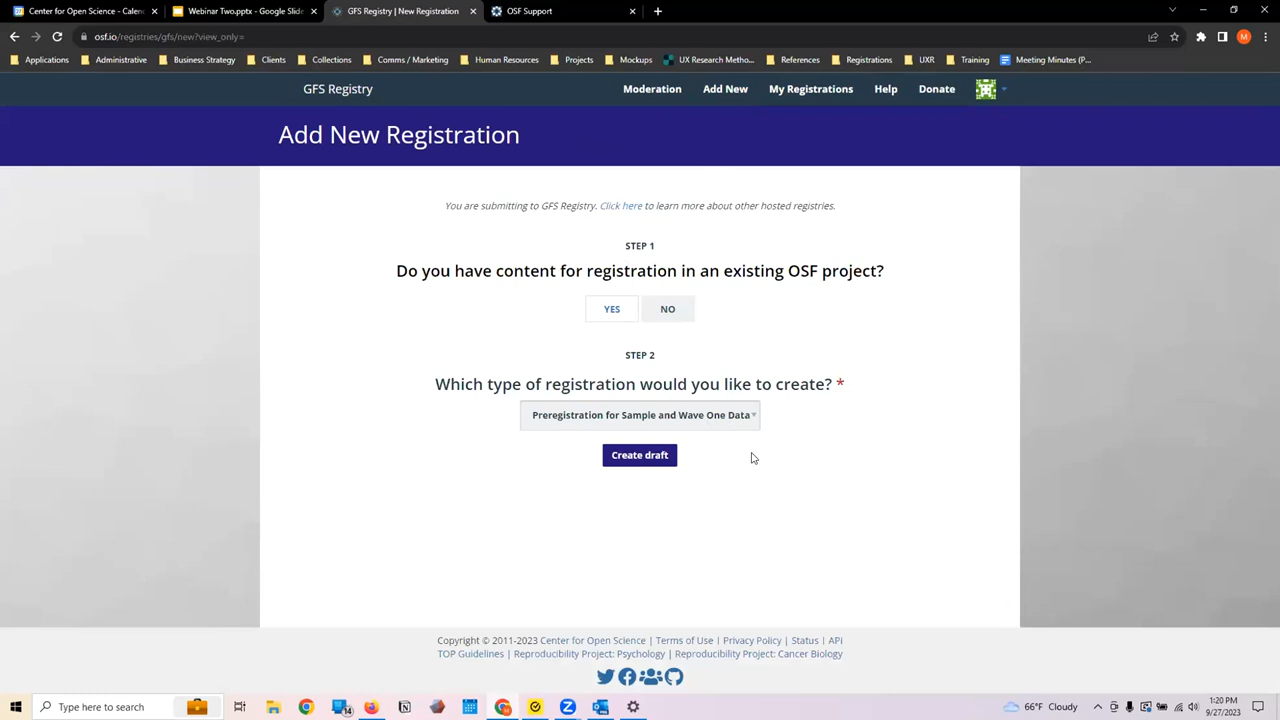 Center for Open Science - Calen
Webinar Two.pptx - Google Slide
GFS Registry | New Registration
OSF Support
osf.io/registries/gfs/new?view_only=
Applications
Administrative
Business Strategy
Clients
Collections
Comms / Marketing
Human Resources
Projects
Mockups
UX Research Metho...
References
Registrations
UXR
Training
Meeting Minutes (P...
M
GFS Registry
Moderation
Add New
My Registrations
Help
Donate
Add New Registration
You are submitting to GFS Registry. Click here to learn more about other hosted registries.
STEP 1
Do you have content for registration in an existing OSF project?
YES
NO
STEP 2
Which type of registration would you like to create? *
Preregistration for Sample and Wave One Data
Create draft
Copyright © 2011-2023 Center for Open Science | Terms of Use | Privacy Policy | Status | API
TOP Guidelines | Reproducibility Project: Psychology | Reproducibility Project: Cancer Biology
Type here to search
14
66°F Cloudy
1:20 PM
9/27/2023